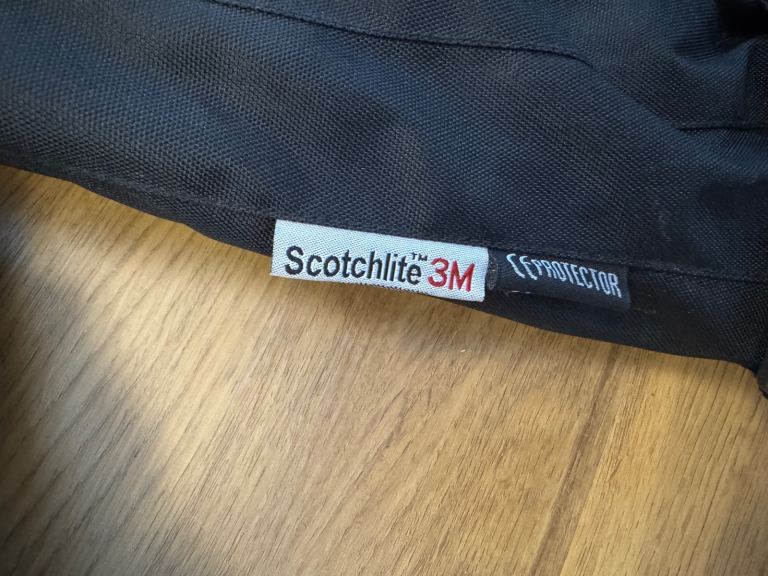 Scotchlite™ 3M
CE PROTECTOR